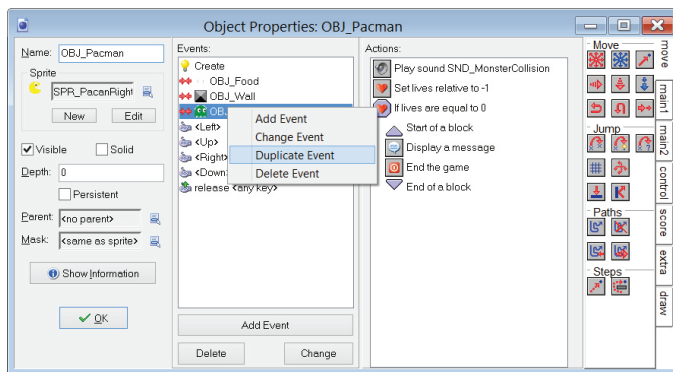 Object Properties: OBJ_Pacman
Name: OBJ_Pacman
Sprite
SPR_PacanRight
New Edit
Visible Solid
Depth: 0
Persistent
Parent: <no parent>
Mask: <same as sprite>
Show Information
OK
Events:
Create
OBJ_Food
OBJ_Wall
OBJ_
<Left>
<Up>
<Right>
<Down>
release <any key>
Add Event
Change Event
Duplicate Event
Delete Event
Add Event
Delete Change
Actions:
Play sound SND_MonsterCollision
Set lives relative to -1
If lives are equal to 0
Start of a block
Display a message
End the game
End of a block
Move
Jump
Paths
Steps
move
main1
main2
control
score
extra
draw